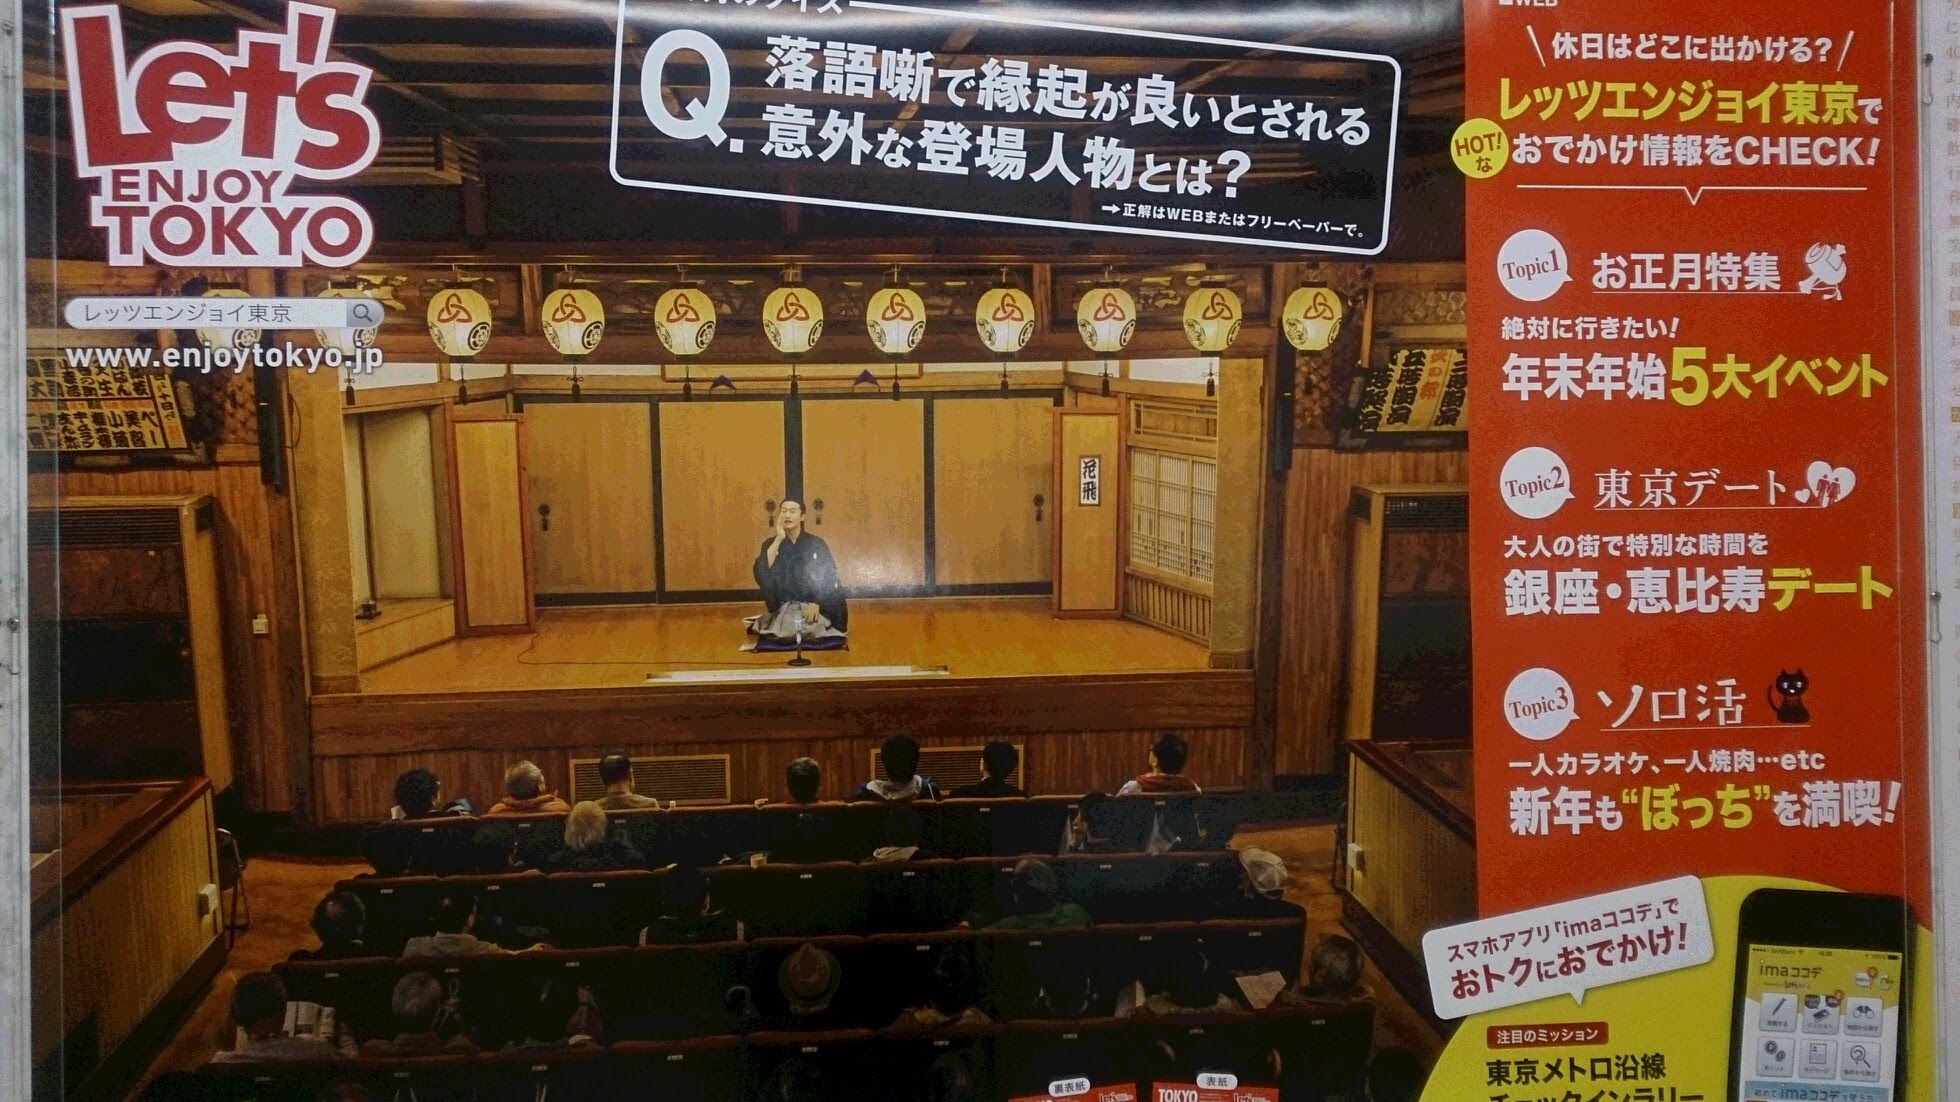 Let's
ENJOY
TOKYO
レッツエンジョイ東京
www.enjoytokyo.jp
Q.
落語噺で縁起が良いとされる
意外な登場人物とは?
→正解はWEBまたはフリーペーパーで。
WEB
\休日はどこに出かける?/
レッツエンジョイ東京で
HOT!な
おでかけ情報をCHECK!
Topic1
お正月特集
絶対に行きたい!
年末年始5大イベント
Topic2
東京デート
大人の街で特別な時間を
銀座・恵比寿デート
Topic3
ソロ活
一人カラオケ、一人焼肉…etc
新年も“ぼっち”を満喫!
スマホアプリ「imaココデ」で
おトクにおでかけ!
imaココデ
注目のミッション
東京メトロ沿線
チェックインラリー
裏表紙
表紙
TOKYO